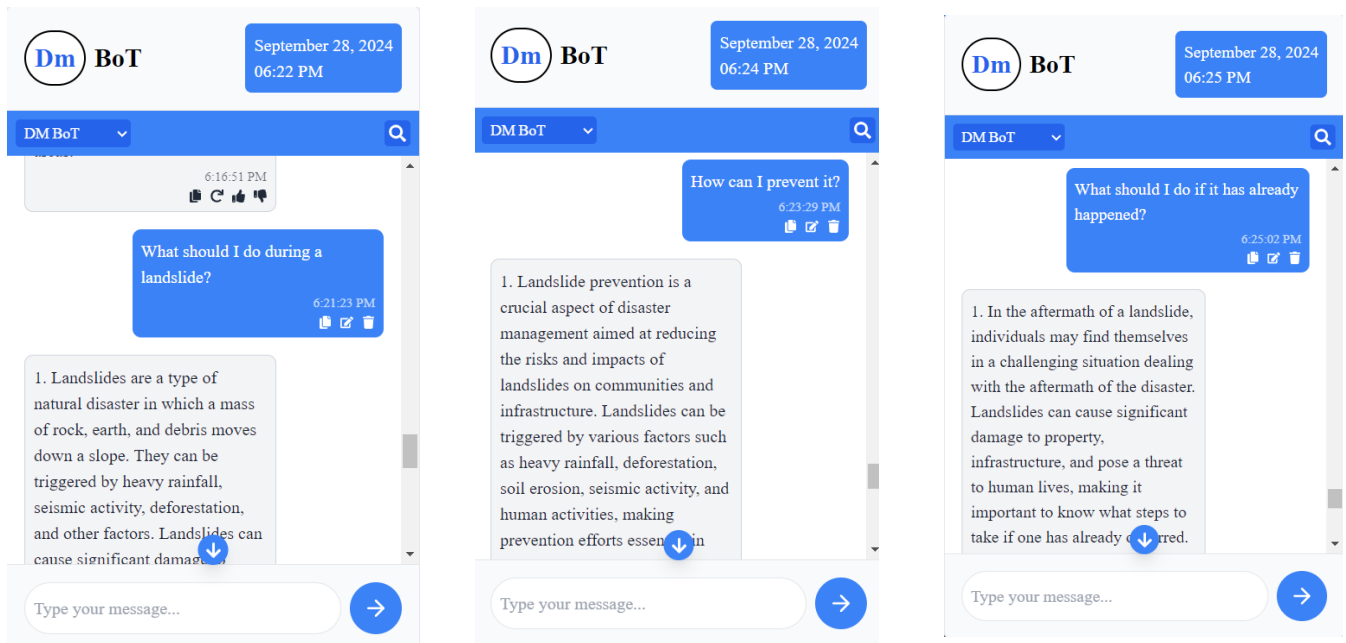 Dm BoT
September 28, 2024
06:22 PM
DM BoT
6:16:51 PM
What should I do during a
landslide?
6:21:23 PM
1. Landslides are a type of
natural disaster in which a mass
of rock, earth, and debris moves
down a slope. They can be
triggered by heavy rainfall,
seismic activity, deforestation,
and other factors. Landslides can
cause significant
Type your message...
Dm BoT
September 28, 2024
06:24 PM
DM BoT
How can I prevent it?
6:23:29 PM
1. Landslide prevention is a
crucial aspect of disaster
management aimed at reducing
the risks and impacts of
landslides on communities and
infrastructure. Landslides can be
triggered by various factors such
as heavy rainfall, deforestation,
soil erosion, seismic activity, and
human activities, making
prevention efforts in
Type your message...
Dm BoT
September 28, 2024
06:25 PM
DM BoT
What should I do if it has already
happened?
6:25:02 PM
1. In the aftermath of a landslide,
individuals may find themselves
in a challenging situation dealing
with the aftermath of the disaster.
Landslides can cause significant
damage to property,
infrastructure, and pose a threat
to human lives, making it
important to know what steps to
take if one has already
Type your message...